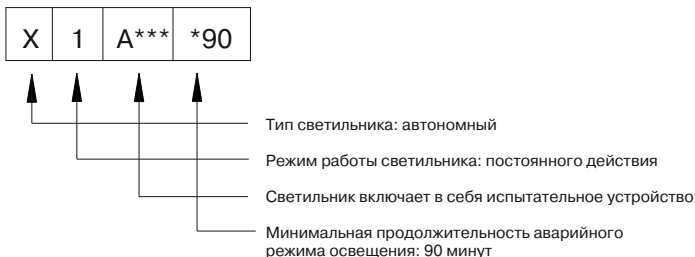 X 1 A*** *90
Тип светильника: автономный
Режим работы светильника: постоянного действия
Светильник включает в себя испытательное устройство
Минимальная продолжительность аварийного
режима освещения: 90 минут